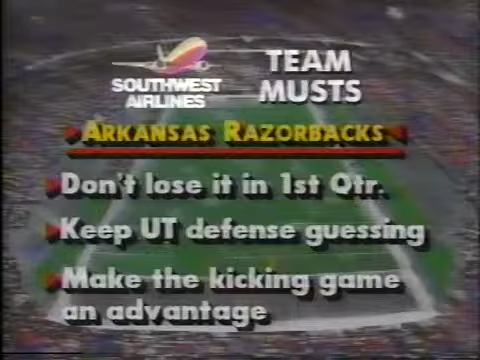 SOUTHWEST
AIRLINES
TEAM
MUSTS
ARKANSAS RAZORBACKS
Don't lose it in 1st Qtr.
Keep UT defense guessing
Make the kicking game
an advantage